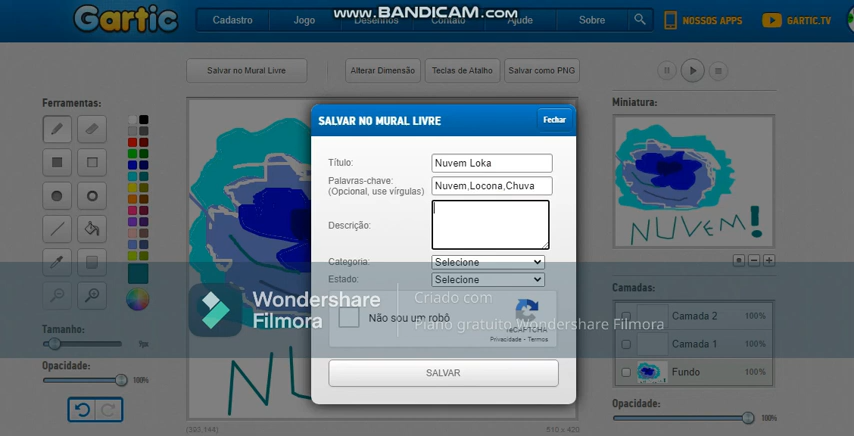 www.BANDICAM.com
Gartic
Cadastro
Jogo
Desenhos
Contato
Ajude
Sobre
NOSSOS APPS
GARTIC.TV
Salvar no Mural Livre
Alterar Dimensão
Teclas de Atalho
Salvar como PNG
Ferramentas:
Miniatura:
SALVAR NO MURAL LIVRE
Fechar
Título:
Nuvem Loka
Palavras-chave:
(Opcional, use vírgulas)
Nuvem,Locona,Chuva
Descrição:
NUVEM!
Categoria:
Selecione
Estado:
Selecione
Wondershare
Filmora
Criado com
Plano gratuito Wondershare Filmora
Não sou um robô
reCAPTCHA
Privacidade - Termos
Camadas:
Camada 2
100%
Camada 1
100%
Fundo
100%
Tamanho:
9px
Opacidade:
100%
SALVAR
NU
Opacidade:
100%
510 x 420